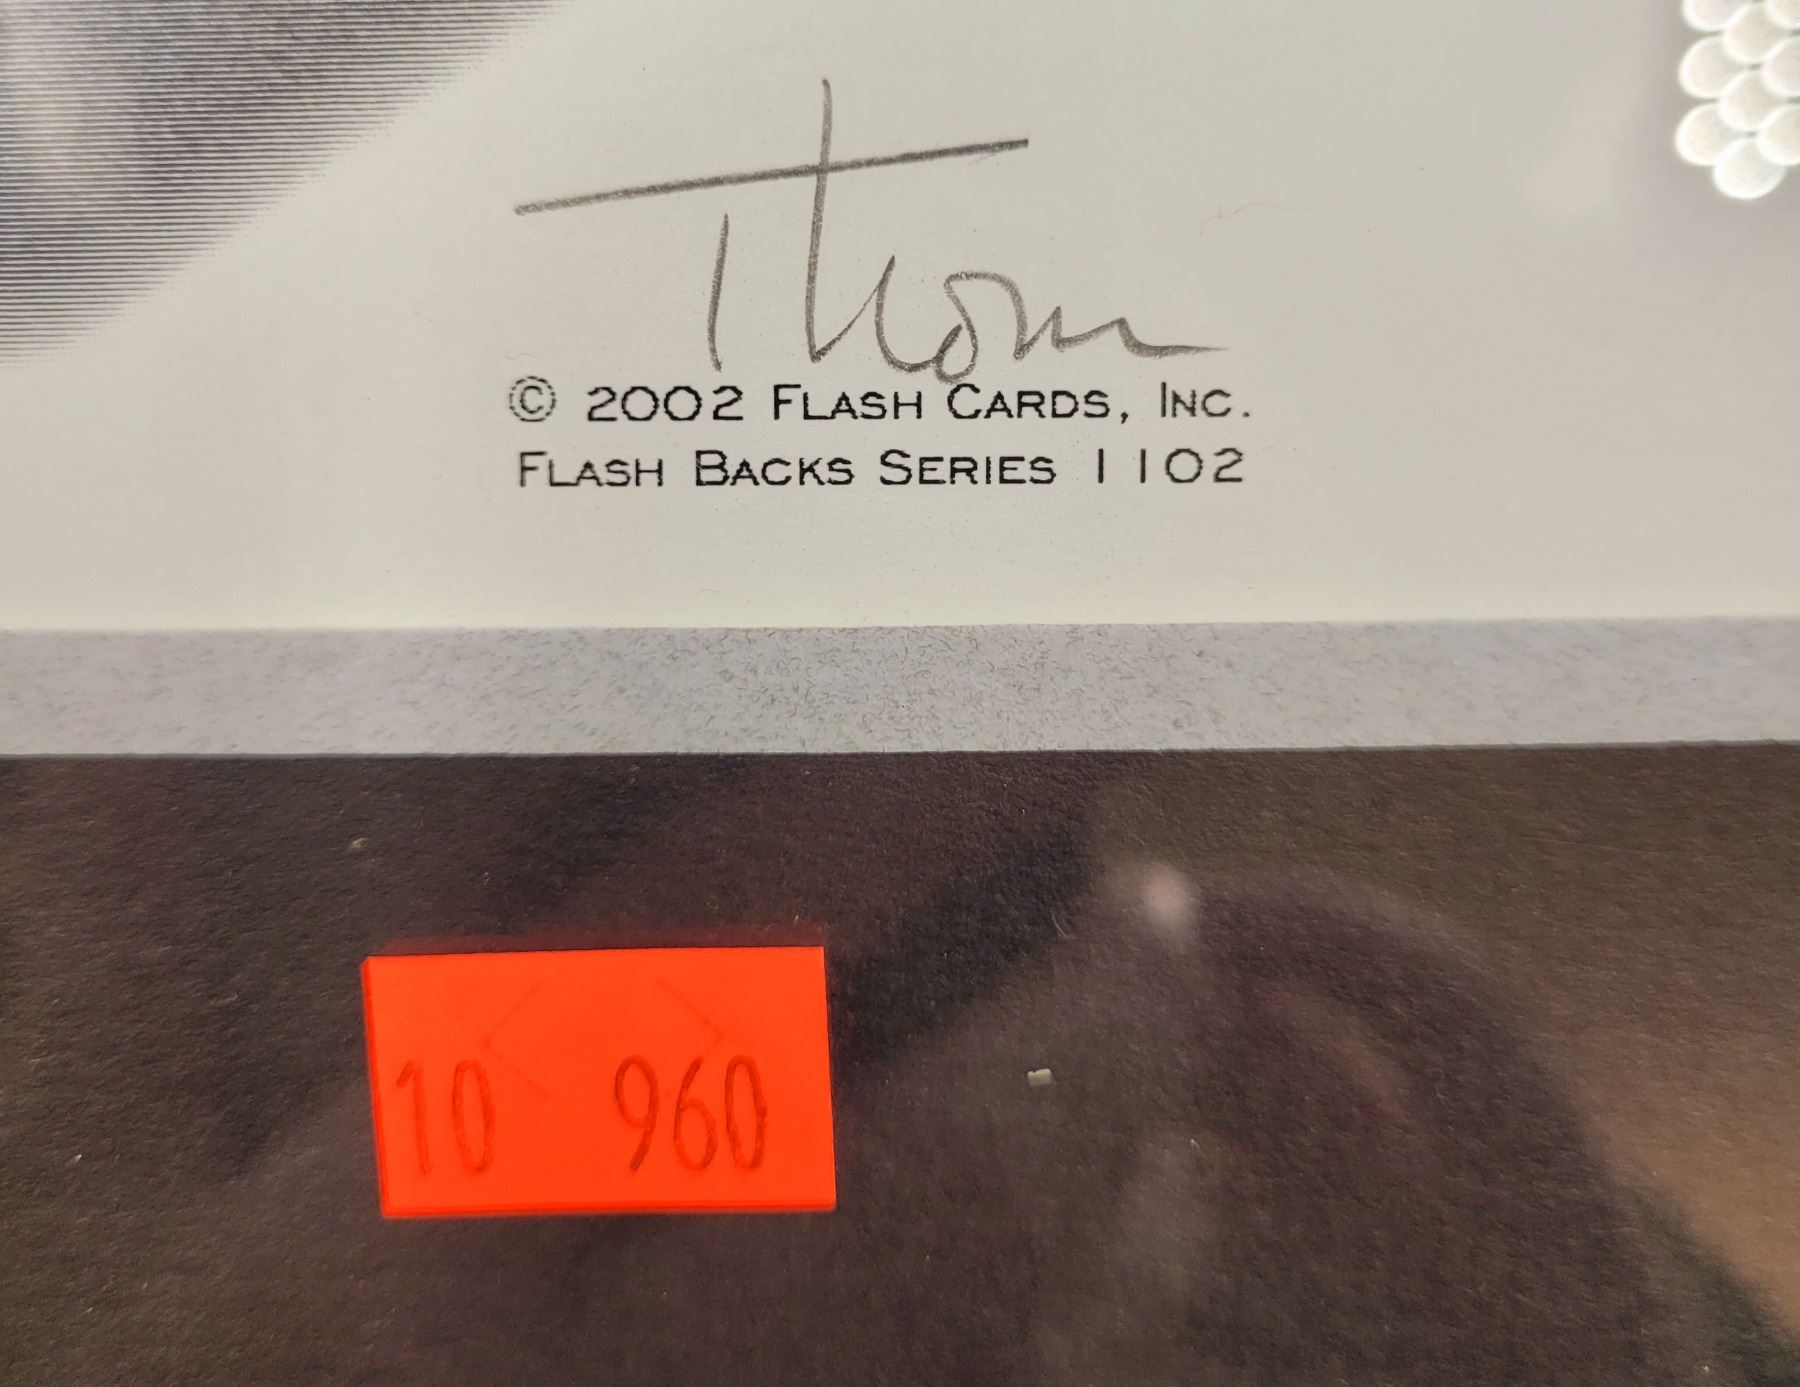 Thom
© 2002 Flash Cards, Inc.
Flash Backs Series 1102
10 960